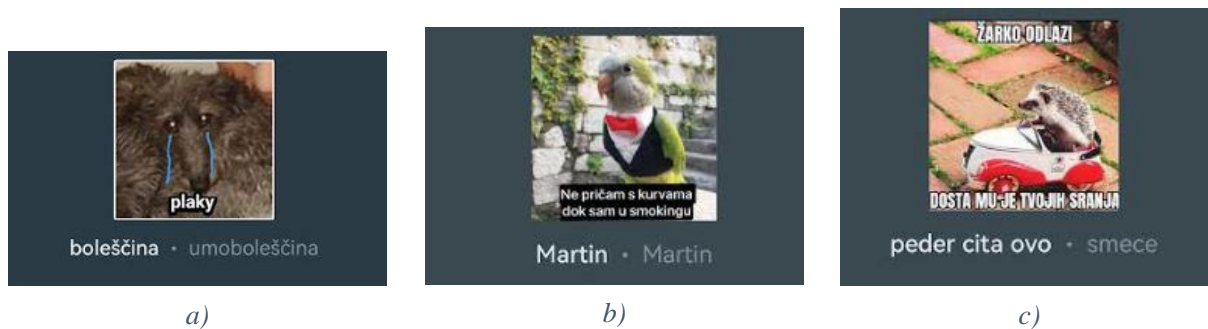 plaky
boleščina • umoboleščina
a)
Ne pričam s kurvama
dok sam u smokingu
Martin • Martin
b)
ŽARKO ODLAZI
DOSTA MU JE TVOJIH SRANJA
peder cita ovo • smece
c)